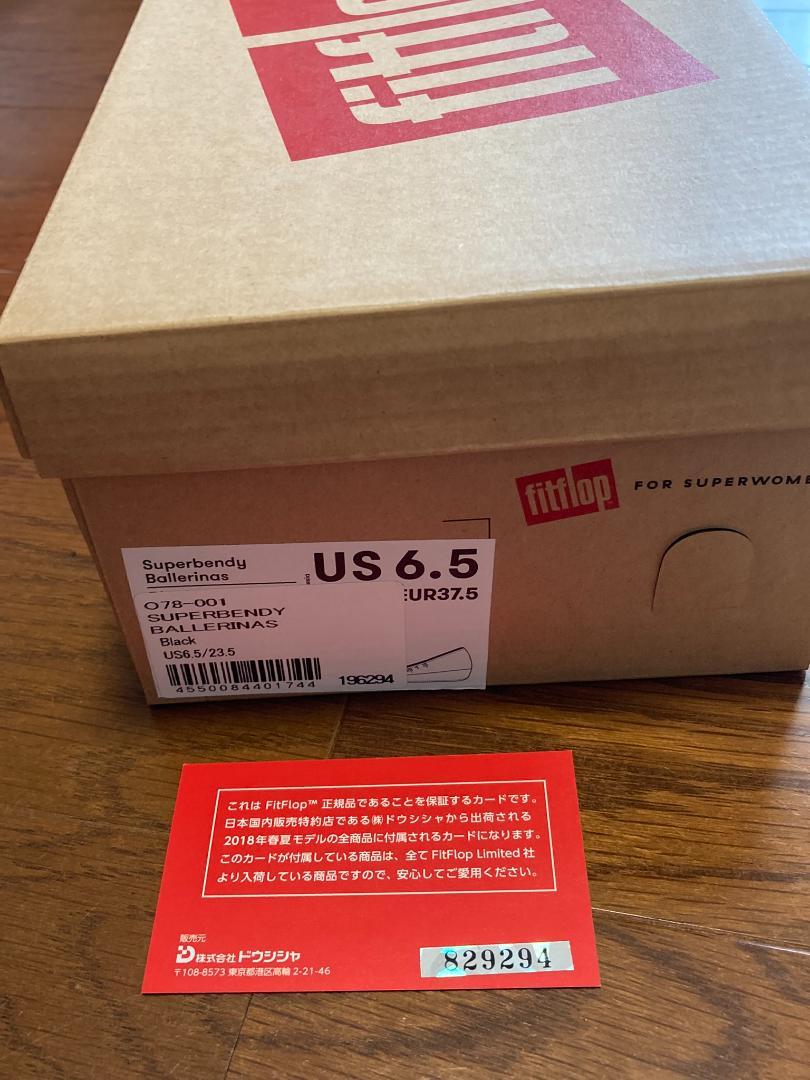 fitflop
FOR SUPERWOME
Superbendy
Ballerinas
US 6.5
EUR37.5
O78-001
SUPERBENDY
BALLERINAS
Black
US6.5/23.5
4550084401744
196294
これは FitFlop™ 正規品であることを保証するカードです。
日本国内販売特約店である㈱ドウシシャから出荷される
2018年春夏モデルの全商品に付属されるカードになります。
このカードが付属している商品は、全て FitFlop Limited 社
より入荷している商品ですので、安心してご愛用ください。
販売元
株式会社 ドウシシャ
〒108-8573 東京都港区高輪 2-21-46
829294